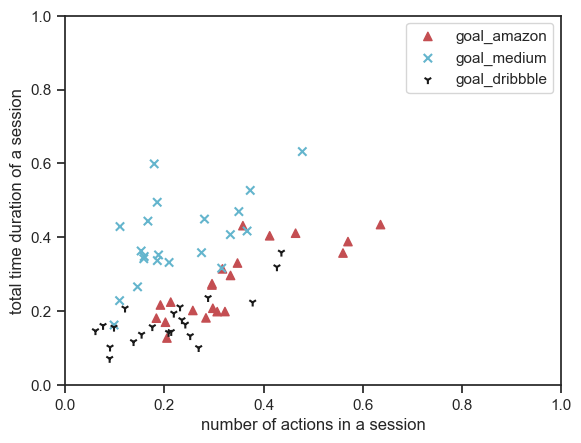 1.0
0.8
0.6
0.4
0.2
0.0
total time duration of a session
goal_amazon
goal_medium
goal_dribbble
0.0 0.2 0.4 0.6 0.8 1.0
number of actions in a session